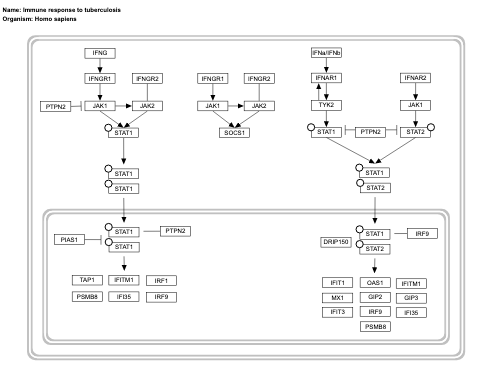 Name: Immune response to tuberculosis
Organism: Homo sapiens
IFNG
IFNa/IFNb
IFNGR1 IFNGR2 IFNGR1 IFNGR2 IFNAR1 IFNAR2
PTPN2 JAK1 JAK2 JAK1 JAK2 TYK2 JAK1
STAT1 SOCS1 STAT1 PTPN2 STAT2
STAT1 STAT1
STAT1 STAT2
STAT1 PTPN2 STAT1 IRF9
PIAS1 STAT1 DRIP150 STAT2
TAP1 IFITM1 IRF1 IFIT1 OAS1 IFITM1
PSMB8 IFI35 IRF9 MX1 GIP2 GIP3
IFIT3 IRF9 IFI35
PSMB8